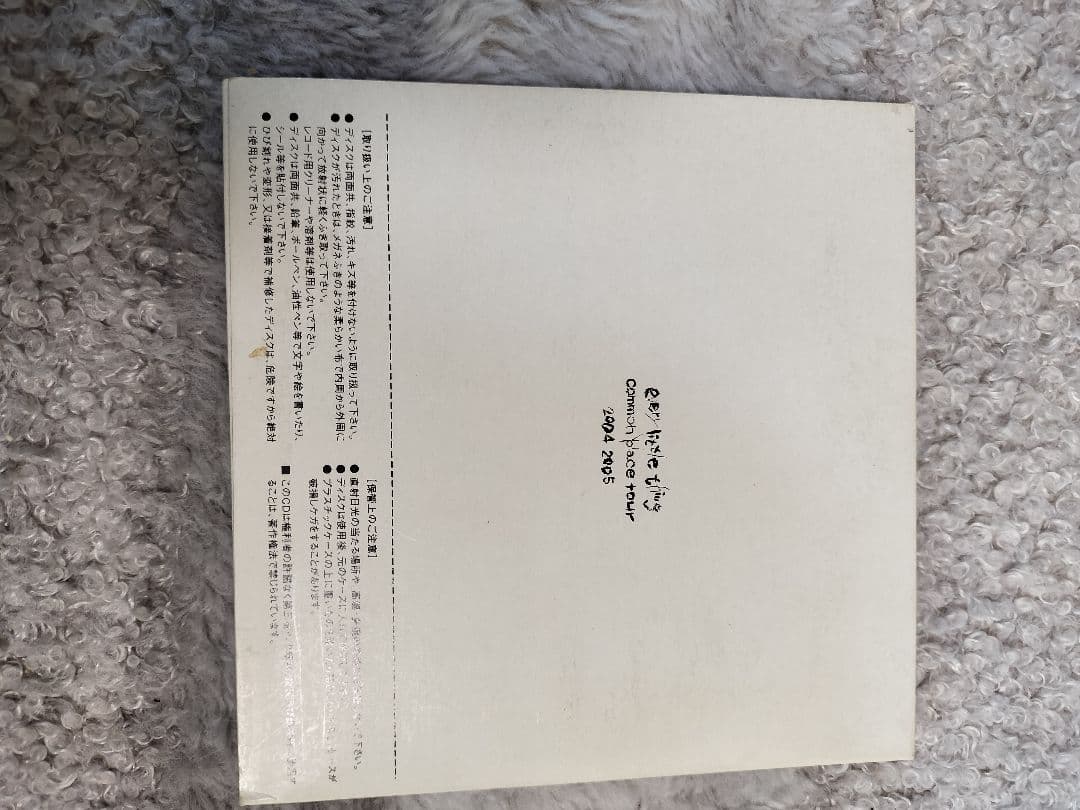 every little thing
commonplace tour
2004 2005
[取り扱い上のご注意]
●ディスクは両面共、指紋、汚れ、キズ等を付けないように取り扱って下さい。
●ディスクが汚れたときは、メガネふきのような柔らかい布で内周から外周に
向かって放射状に軽くふき取って下さい。
レコード用クリーナーや溶剤等は使用しないで下さい。
●ディスクは両面共、鉛筆、ボールペン、油性ペン等で文字や絵を書いたり、
シール等を貼付しないで下さい。
●ひび割れや変形、又は接着剤等で補修したディスクは、危険ですから絶対
に使用しないで下さい。
[保管上のご注意]
●直射日光の当たる場所や、高温・
●ディスクは使用後、元のケースに入れて
●プラスチックケースの上に重いもの
破損しケガをすることがあります。
■このCDは権利者の許諾なく
ることは、著作権法で禁じられています。